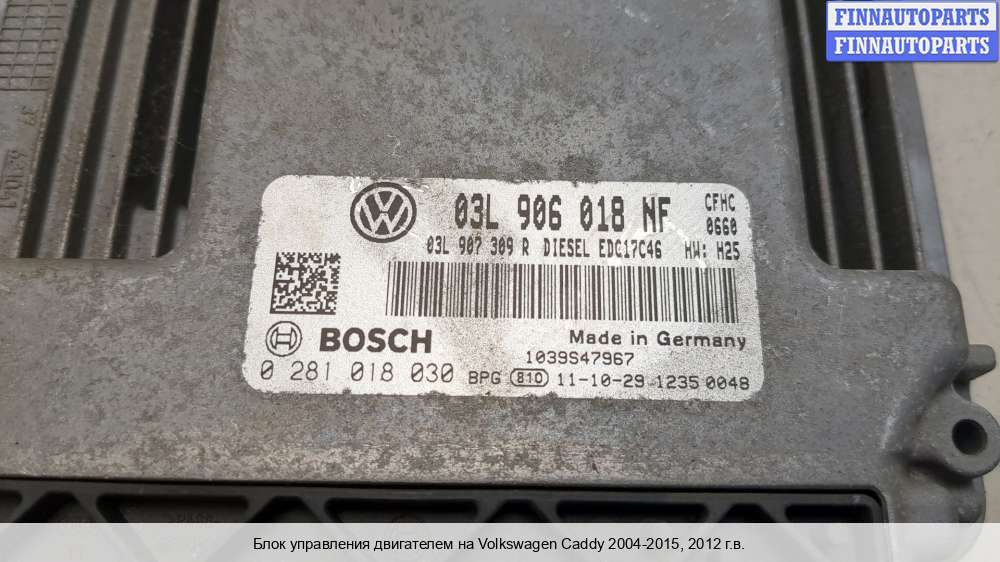 FINNAUTOPARTS
FINNAUTOPARTS
03L 906 018 NF
CFHC
0660
03L 907 309 R DIESEL EDC17C46 HW: H25
BOSCH
Made in Germany
1039S47967
0 281 018 030 BPG 810 11-10-29 1235 0048
Блок управления двигателем на Volkswagen Caddy 2004-2015, 2012 г.в.